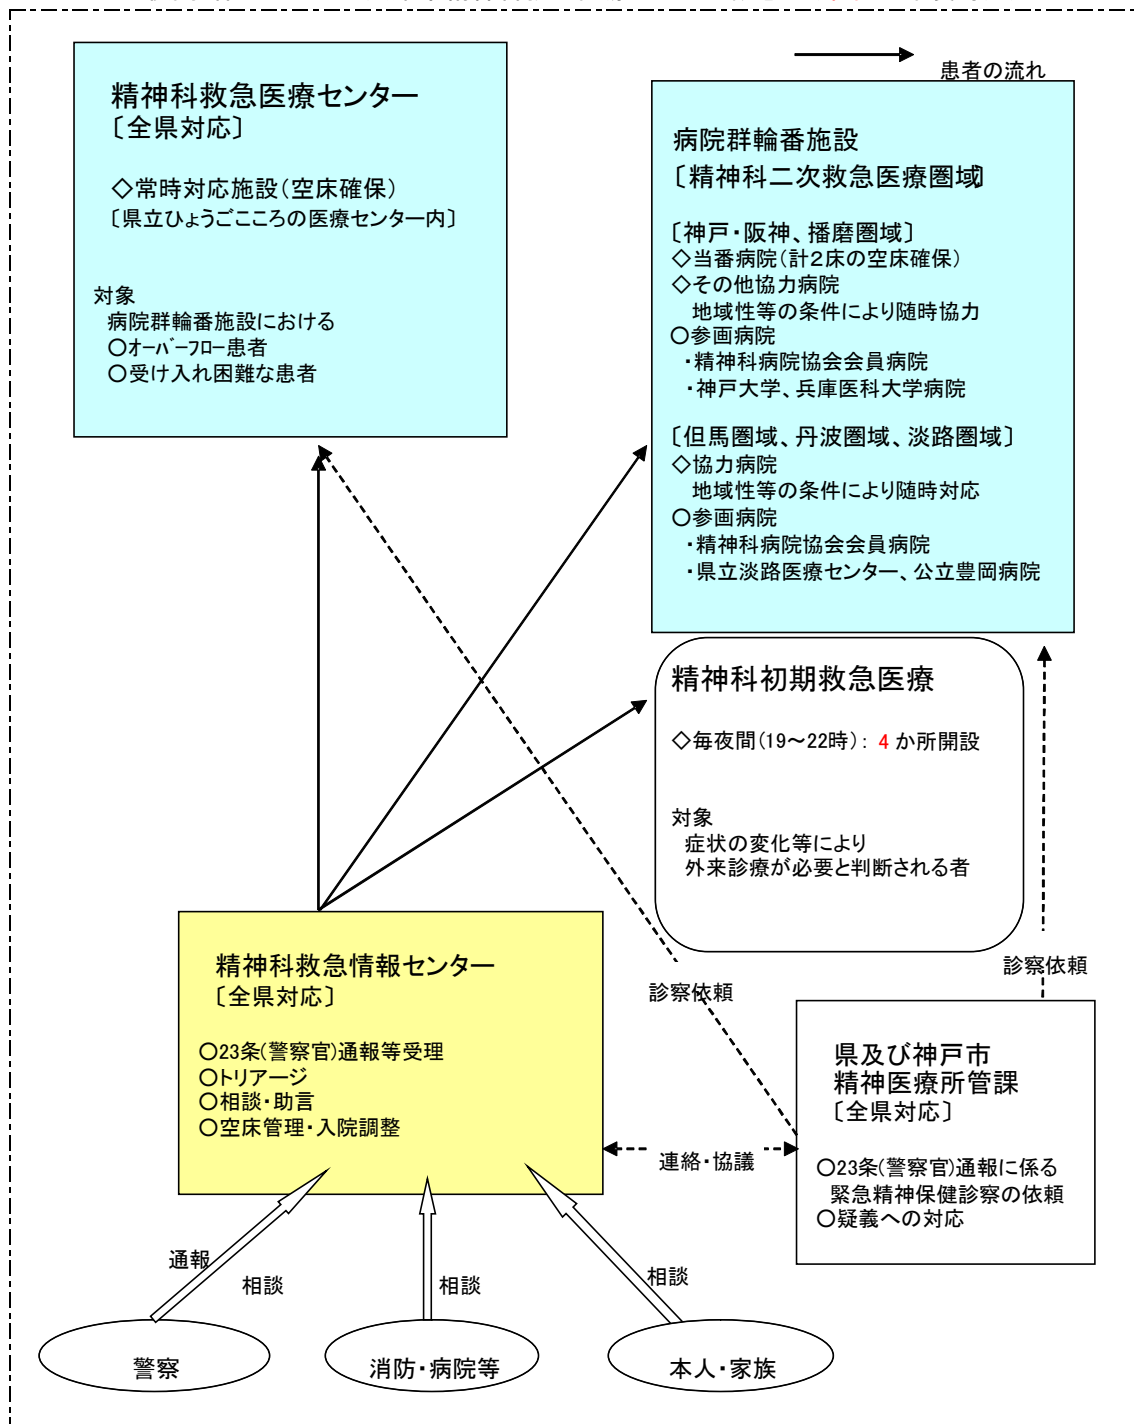 患者の流れ
精神科救急医療センター
〔全県対応〕
◇常時対応施設(空床確保)
〔県立ひょうごこころの医療センター内〕
対象
病院群輪番施設における
○オーバーフロー患者
○受け入れ困難な患者
病院群輪番施設
〔精神科二次救急医療圏域〕
〔神戸・阪神、播磨圏域〕
◇当番病院(計2床の空床確保)
◇その他協力病院
地域性等の条件により随時協力
○参画病院
・精神科病院協会会員病院
・神戸大学、兵庫医科大学病院
〔但馬圏域、丹波圏域、淡路圏域〕
◇協力病院
地域性等の条件により随時対応
○参画病院
・精神科病院協会会員病院
・県立淡路医療センター、公立豊岡病院
精神科初期救急医療
◇毎夜間(19~22時): 4 か所開設
対象
症状の変化等により
外来診療が必要と判断される者
診察依頼
診察依頼
精神科救急情報センター
〔全県対応〕
○23条(警察官)通報等受理
○トリアージ
○相談・助言
○空床管理・入院調整
連絡・協議
県及び神戸市
精神医療所管課
〔全県対応〕
○23条(警察官)通報に係る
緊急精神保健診察の依頼
○疑義への対応
通報
相談
相談
相談
警察
消防・病院等
本人・家族